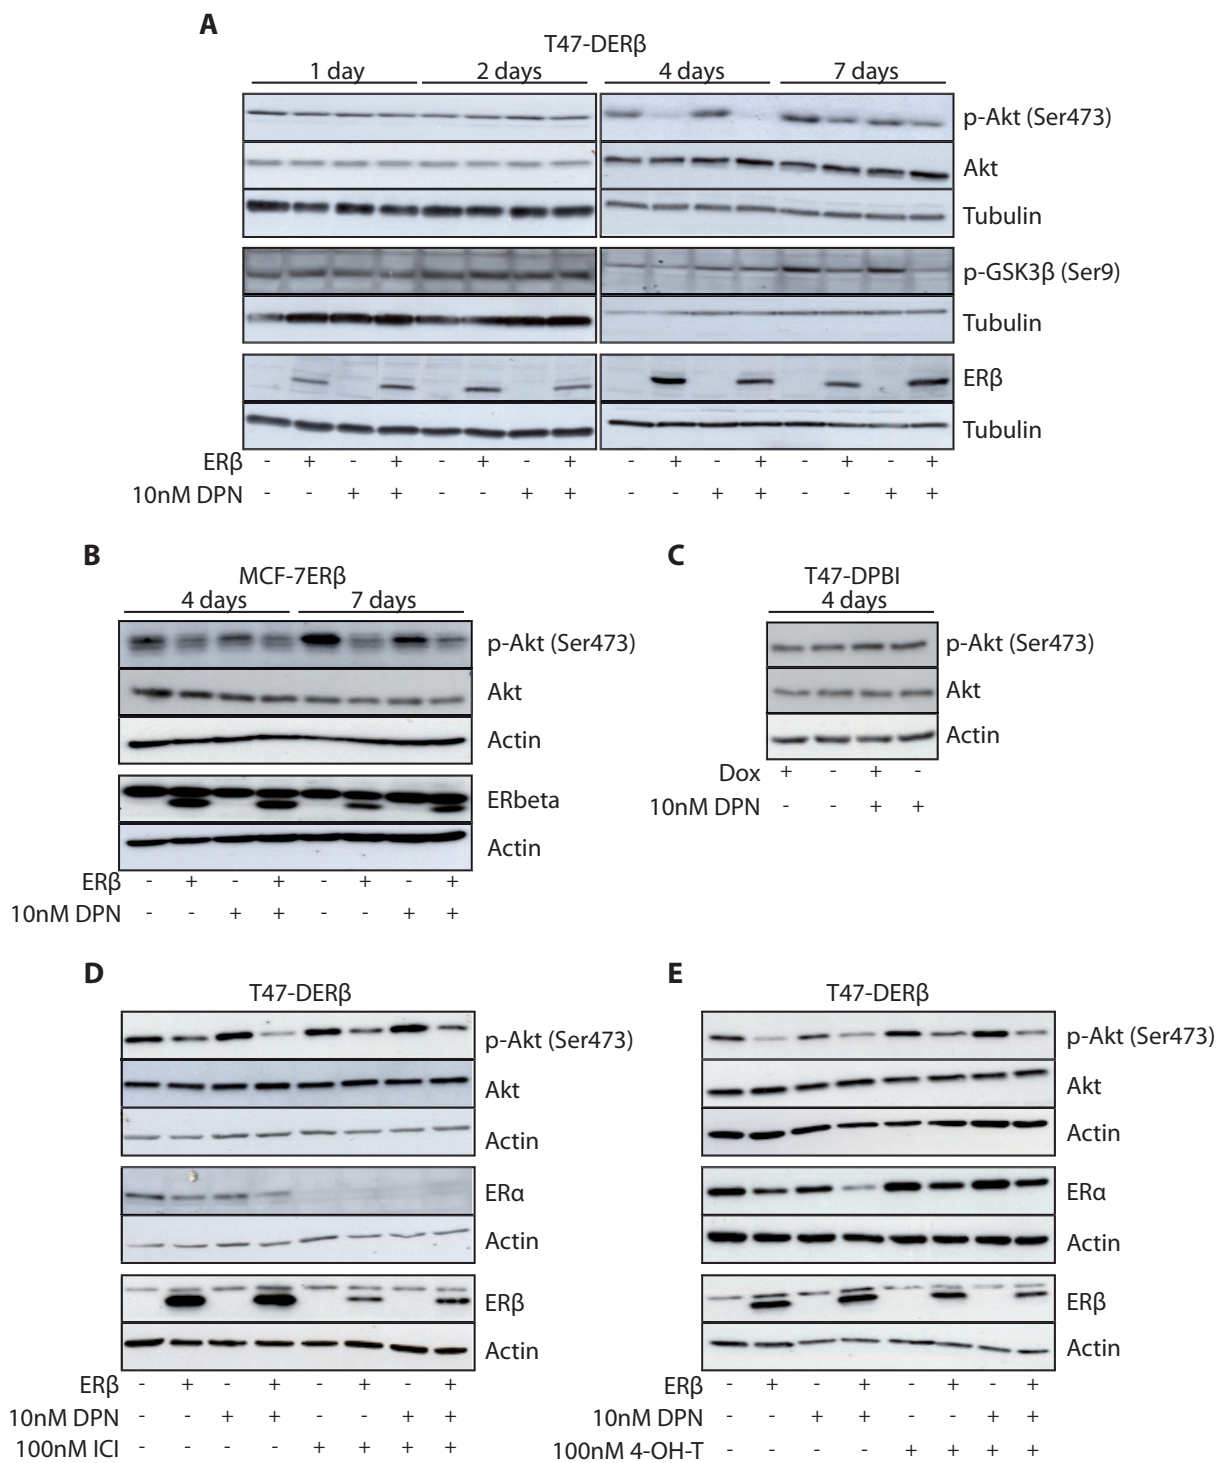 A
T47-DERβ
1 day 2 days 4 days 7 days
p-Akt (Ser473)
Akt
Tubulin
p-GSK3β (Ser9)
Tubulin
ERβ
Tubulin
ERβ - + - + - + - + - + - + - + - +
10nM DPN - - + + - - + + - - + + - - + +
B
MCF-7ERβ
4 days 7 days
p-Akt (Ser473)
Akt
Actin
ERbeta
Actin
ERβ - + - + - + - +
10nM DPN - - + + - - + +
C
T47-DPBI
4 days
p-Akt (Ser473)
Akt
Actin
Dox + - + -
10nM DPN - - + +
D
T47-DERβ
p-Akt (Ser473)
Akt
Actin
ERα
Actin
ERβ
Actin
ERβ - + - + - + - +
10nM DPN - - + + - - + +
100nM ICI - - - - + + + +
E
T47-DERβ
p-Akt (Ser473)
Akt
Actin
ERα
Actin
ERβ
Actin
ERβ - + - + - + - +
10nM DPN - - + + - - + +
100nM 4-OH-T - - - - + + + +